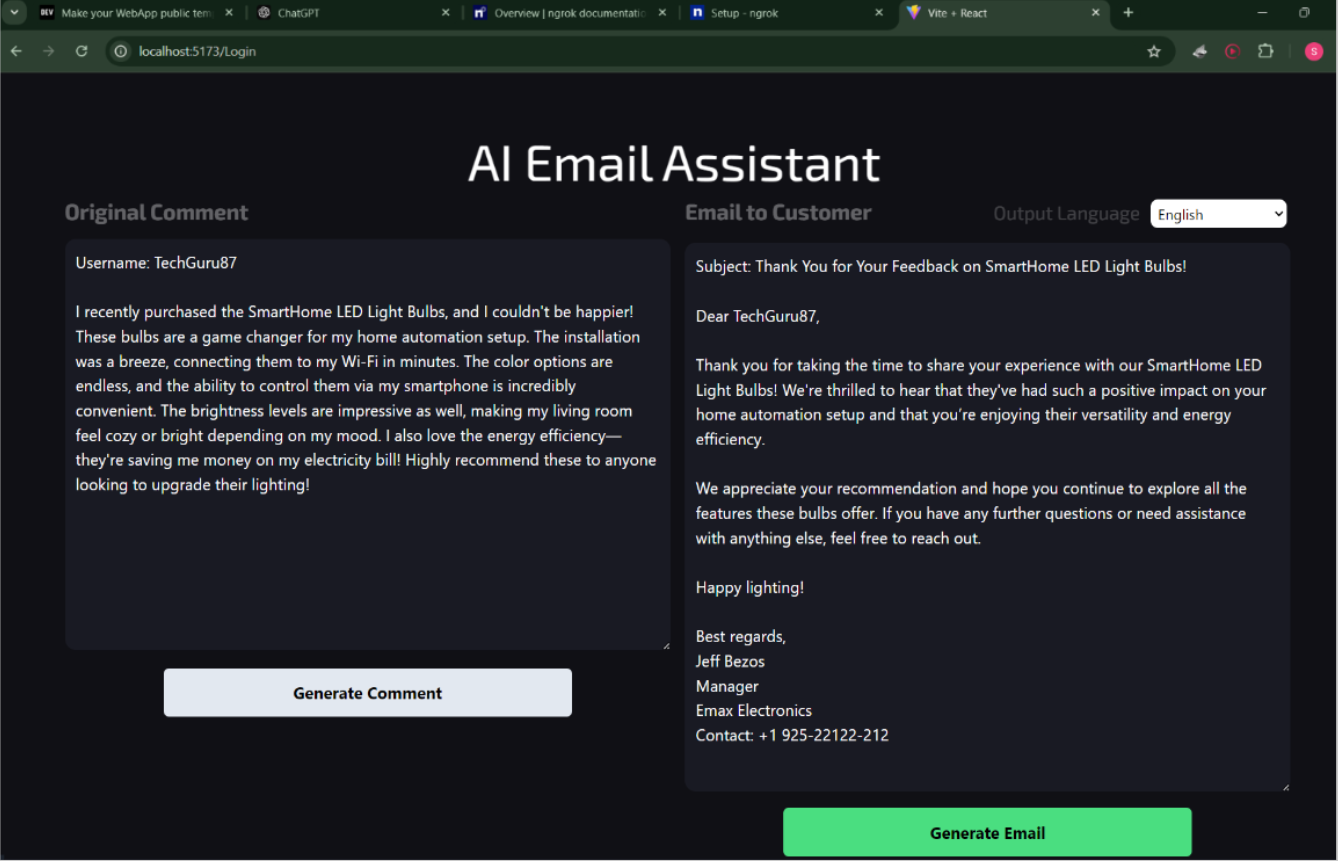 Make your WebApp public tem
ChatGPT
Overview | ngrok documentatio
Setup - ngrok
Vite + React
localhost:5173/Login
S
AI Email Assistant
Original Comment
Username: TechGuru87
I recently purchased the SmartHome LED Light Bulbs, and I couldn't be happier!
These bulbs are a game changer for my home automation setup. The installation
was a breeze, connecting them to my Wi-Fi in minutes. The color options are
endless, and the ability to control them via my smartphone is incredibly
convenient. The brightness levels are impressive as well, making my living room
feel cozy or bright depending on my mood. I also love the energy efficiency—
they're saving me money on my electricity bill! Highly recommend these to anyone
looking to upgrade their lighting!
Generate Comment
Email to Customer
Output Language
English
Subject: Thank You for Your Feedback on SmartHome LED Light Bulbs!
Dear TechGuru87,
Thank you for taking the time to share your experience with our SmartHome LED
Light Bulbs! We're thrilled to hear that they've had such a positive impact on your
home automation setup and that you're enjoying their versatility and energy
efficiency.
We appreciate your recommendation and hope you continue to explore all the
features these bulbs offer. If you have any further questions or need assistance
with anything else, feel free to reach out.
Happy lighting!
Best regards,
Jeff Bezos
Manager
Emax Electronics
Contact: +1 925-22122-212
Generate Email